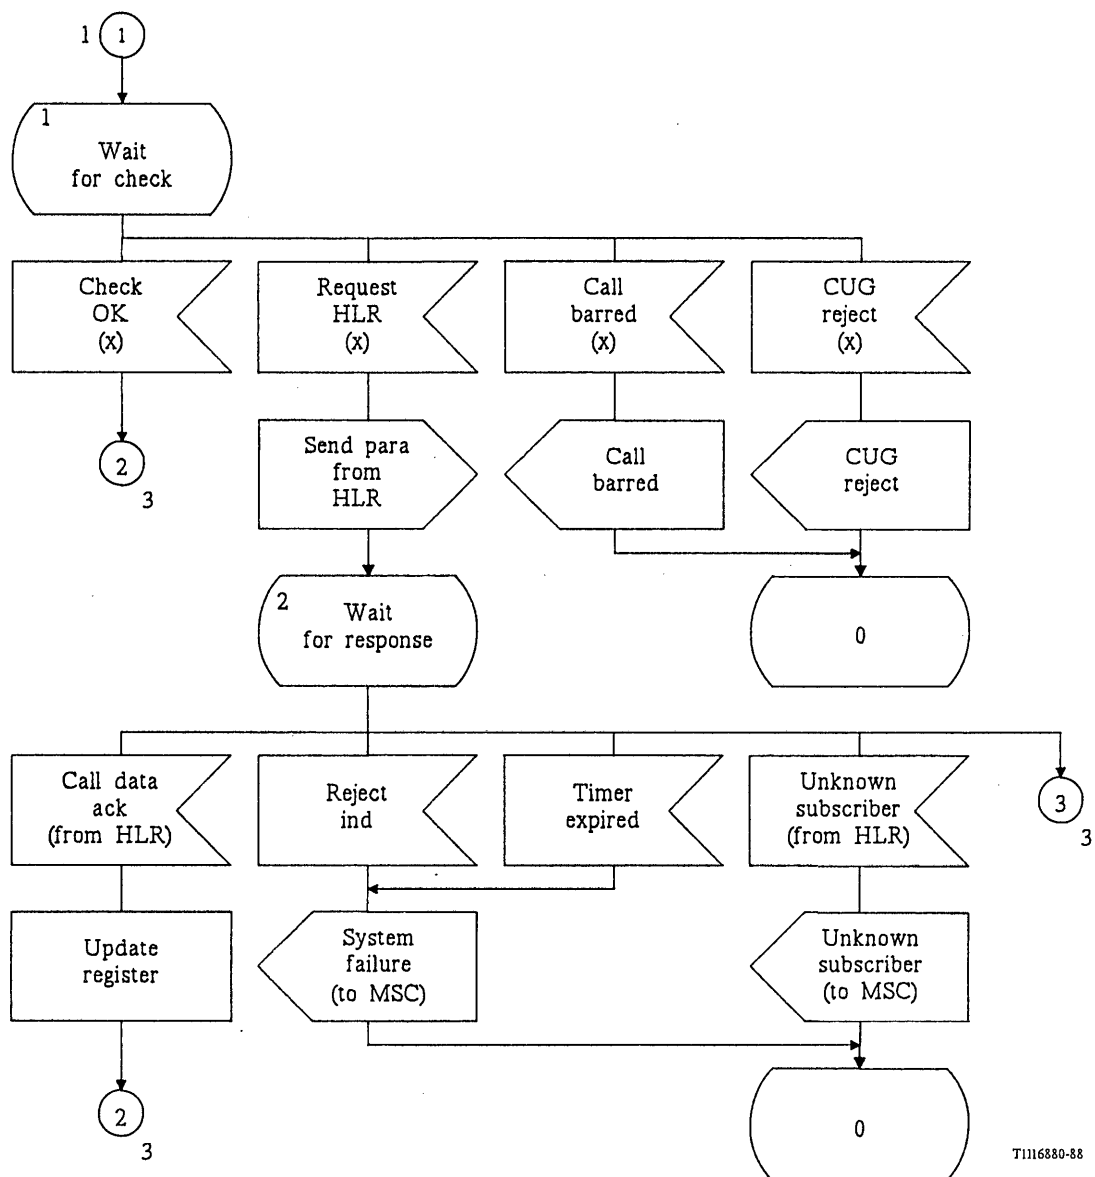 1 1
1
Wait
for check
Check
OK
(x)
Request
HLR
(x)
Call
barred
(x)
CUG
reject
(x)
2
3
Send para
from
HLR
Call
barred
CUG
reject
2
Wait
for response
0
Call data
ack
(from HLR)
Reject
ind
Timer
expired
Unknown
subscriber
(from HLR)
3
3
Update
register
System
failure
(to MSC)
Unknown
subscriber
(to MSC)
2
3
0
T1116880-88